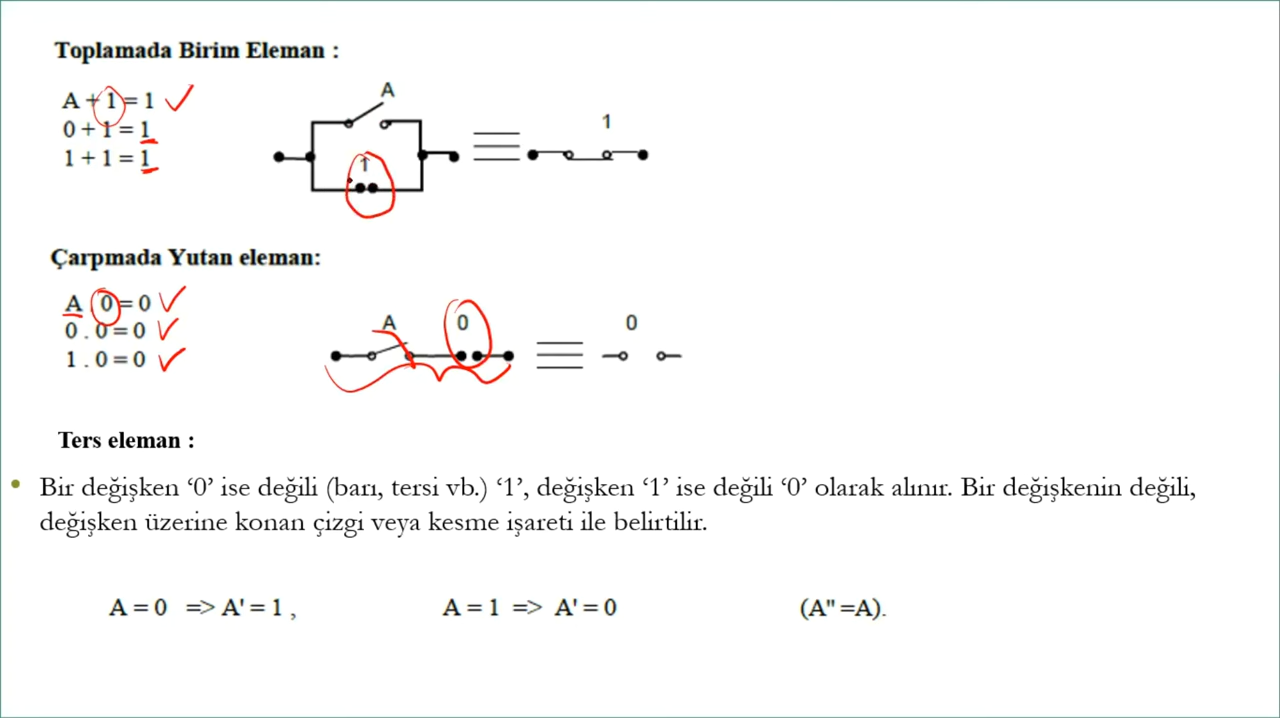 Toplamada Birim Eleman :
A + 1 = 1
0 + 1 = 1
1 + 1 = 1
A
1
1
Çarpmada Yutan eleman:
A . 0 = 0
0 . 0 = 0
1 . 0 = 0
A
0
0
Ters eleman :
• Bir değişken ‘0’ ise değili (barı, tersi vb.) ‘1’, değişken ‘1’ ise değili ‘0’ olarak alınır. Bir değişkenin değili,
değişken üzerine konan çizgi veya kesme işareti ile belirtilir.
A = 0 => A' = 1 , A = 1 => A' = 0 (A" =A).